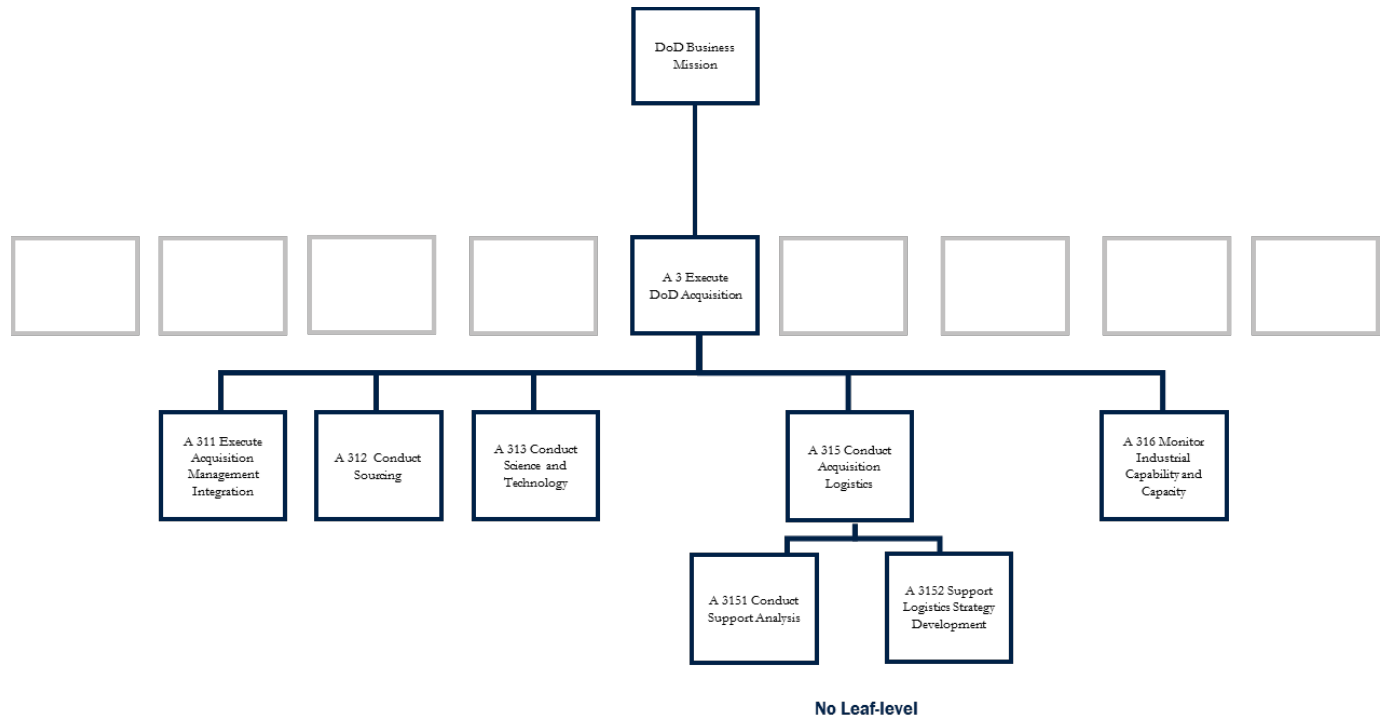 DoD Business
Mission
A 3 Execute
DoD Acquisition
A 311 Execute
Acquisition
Management
Integration
A 312 Conduct
Sourcing
A 313 Conduct
Science and
Technology
A 315 Conduct
Acquisition
Logistics
A 316 Monitor
Industrial
Capability and
Capacity
A 3151 Conduct
Support Analysis
A 3152 Support
Logistics Strategy
Development
No Leaf-level